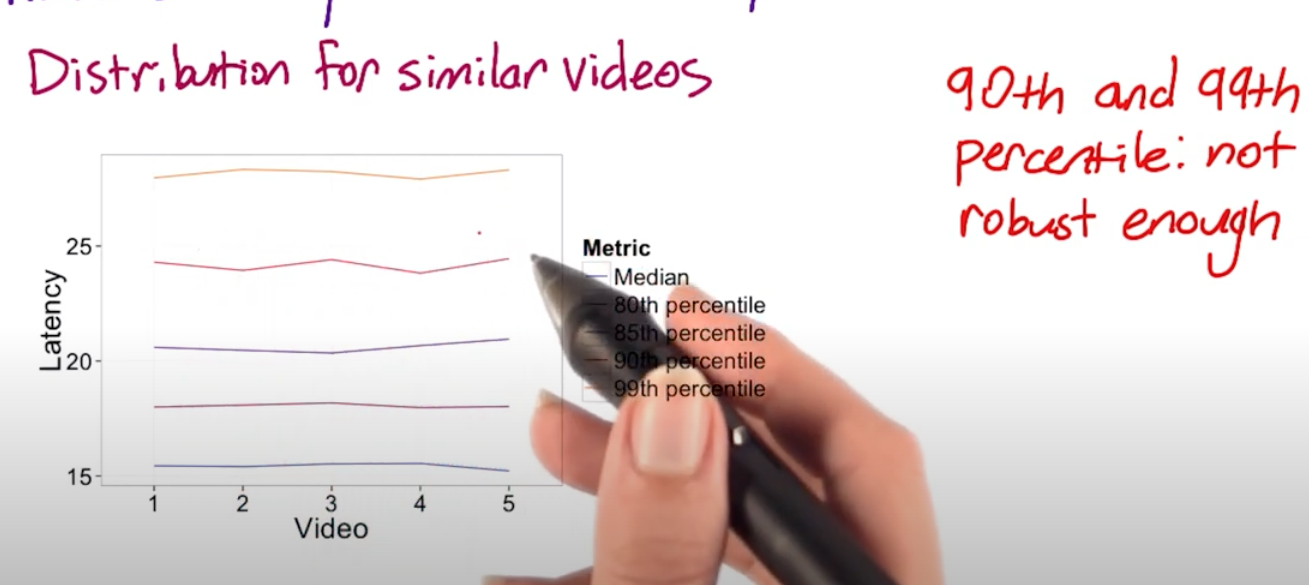 Distribution for similar videos
90th and 99th
percentile: not
robust enough
25
20
15
Latency
1 2 3 4 5
Video
Metric
Median
80th percentile
85th percentile
90th percentile
99th percentile